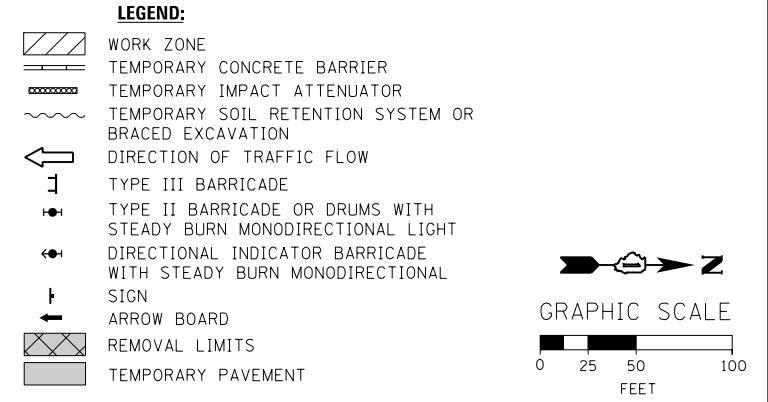 LEGEND:
WORK ZONE
TEMPORARY CONCRETE BARRIER
TEMPORARY IMPACT ATTENUATOR
TEMPORARY SOIL RETENTION SYSTEM OR
BRACED EXCAVATION
DIRECTION OF TRAFFIC FLOW
TYPE III BARRICADE
TYPE II BARRICADE OR DRUMS WITH
STEADY BURN MONODIRECTIONAL LIGHT
DIRECTIONAL INDICATOR BARRICADE
WITH STEADY BURN MONODIRECTIONAL
SIGN
ARROW BOARD
REMOVAL LIMITS
TEMPORARY PAVEMENT
N
GRAPHIC SCALE
0 25 50 100
FEET